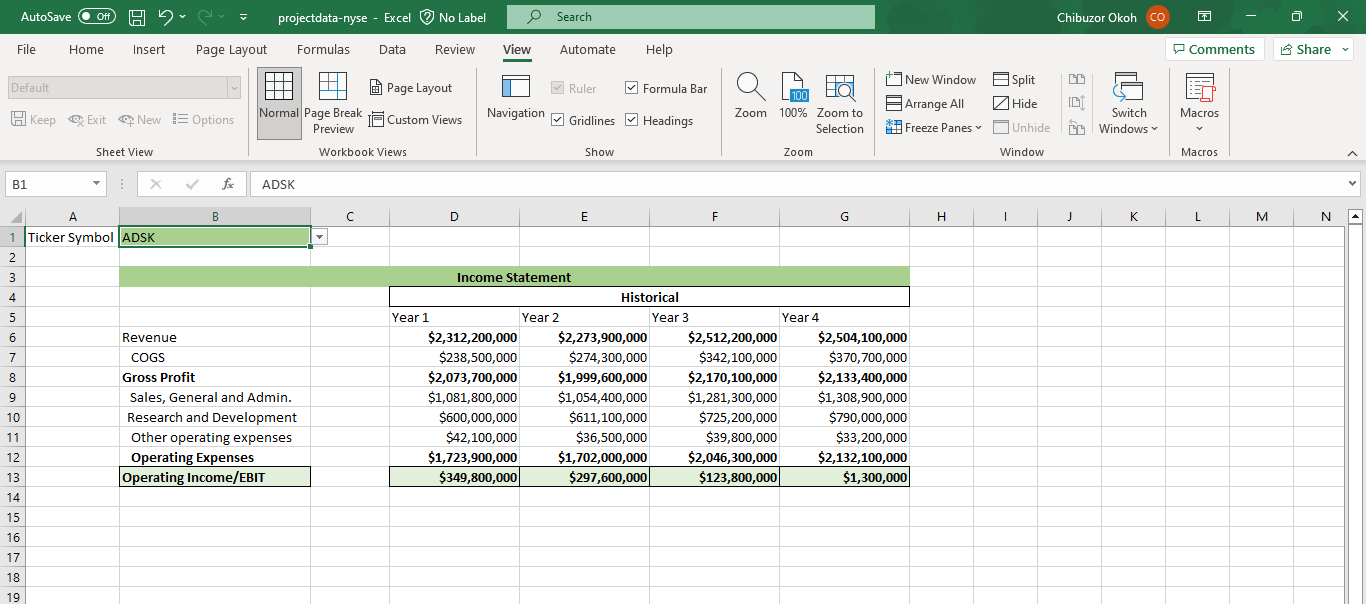 AutoSave Off projectdata-nyse - Excel No Label Search Chibuzor Okoh CO
File Home Insert Page Layout Formulas Data Review View Automate Help Comments Share
Default
Keep Exit New Options
Sheet View
Normal Page Break Preview
Page Layout
Custom Views
Workbook Views
Navigation
Ruler Formula Bar
Gridlines Headings
Show
Zoom 100 100% Zoom to Selection
Zoom
New Window Split
Arrange All Hide
Freeze Panes Unhide
Switch Windows
Window
Macros
Macros
B1 fx ADSK
A B C D E F G H I J K L M N
1 Ticker Symbol ADSK
2
3 Income Statement
4 Historical
5 Year 1 Year 2 Year 3 Year 4
6 Revenue $2,312,200,000 $2,273,900,000 $2,512,200,000 $2,504,100,000
7 COGS $238,500,000 $274,300,000 $342,100,000 $370,700,000
8 Gross Profit $2,073,700,000 $1,999,600,000 $2,170,100,000 $2,133,400,000
9 Sales, General and Admin. $1,081,800,000 $1,054,400,000 $1,281,300,000 $1,308,900,000
10 Research and Development $600,000,000 $611,100,000 $725,200,000 $790,000,000
11 Other operating expenses $42,100,000 $36,500,000 $39,800,000 $33,200,000
12 Operating Expenses $1,723,900,000 $1,702,000,000 $2,046,300,000 $2,132,100,000
13 Operating Income/EBIT $349,800,000 $297,600,000 $123,800,000 $1,300,000
14
15
16
17
18
19